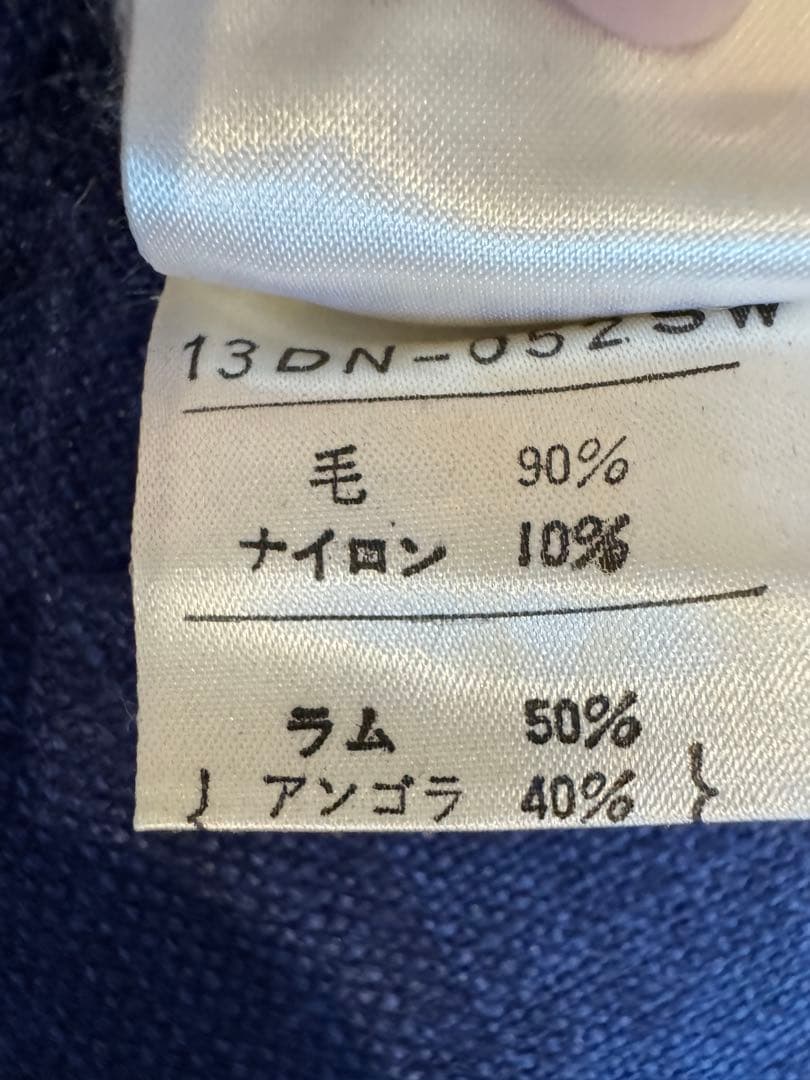 13DN-052SW
毛 90%
ナイロン 10%
ラム 50%
{ アンゴラ 40% }